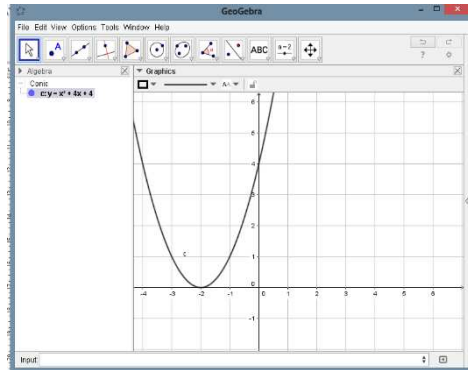 GeoGebra
File Edit View Options Tools Window Help
ABC
a=2
Algebra
Graphics
Conic
c: y = x² + 4x + 4
6
5
4
3
2
1
-1
-4 -3 -2 -1 0 1 2 3 4 5 6
c
Input: